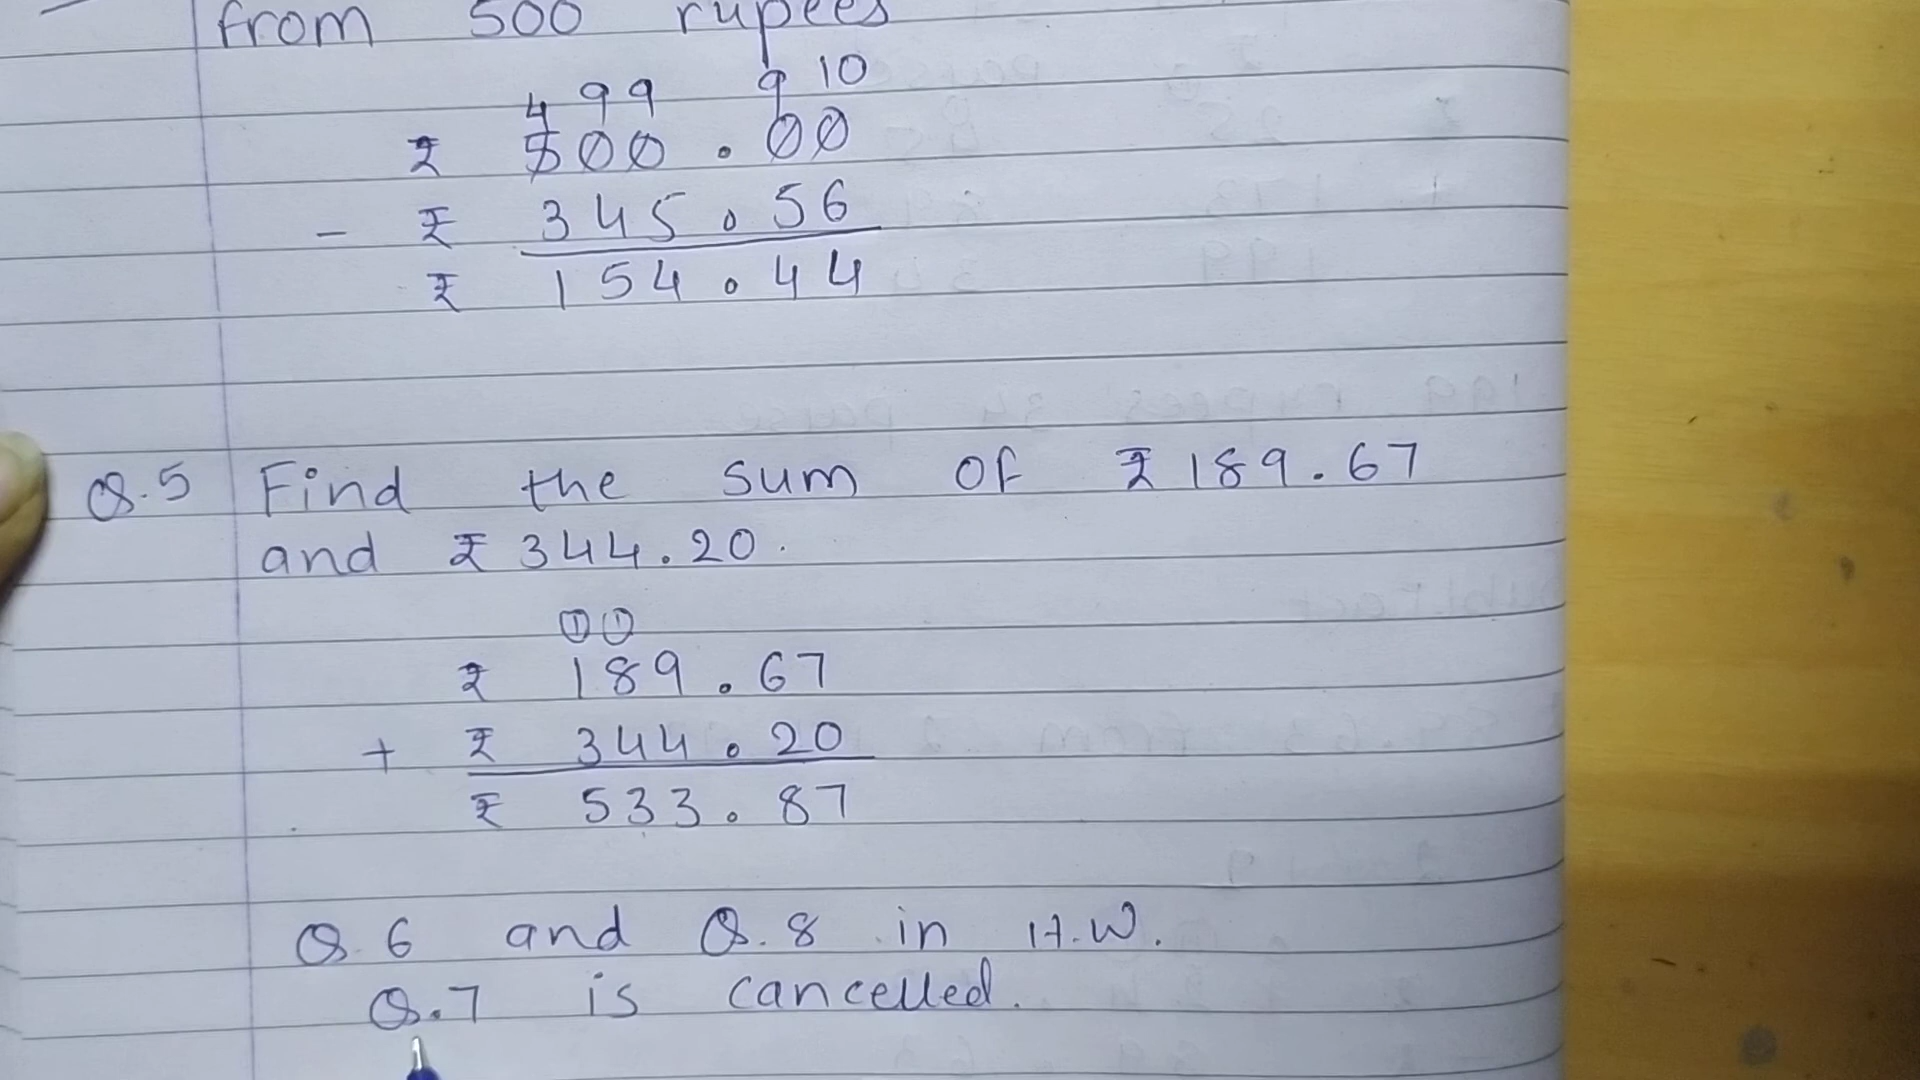 from 500 rupees
4 9 9 9 10
₹ 500.00
- ₹ 345.56
₹ 154.44
Q.5 Find the sum of ₹ 189.67
and ₹ 344.20.
1 1
₹ 189.67
+ ₹ 344.20
₹ 533.87
Q.6 and Q.8 in H.W.
Q.7 is cancelled.